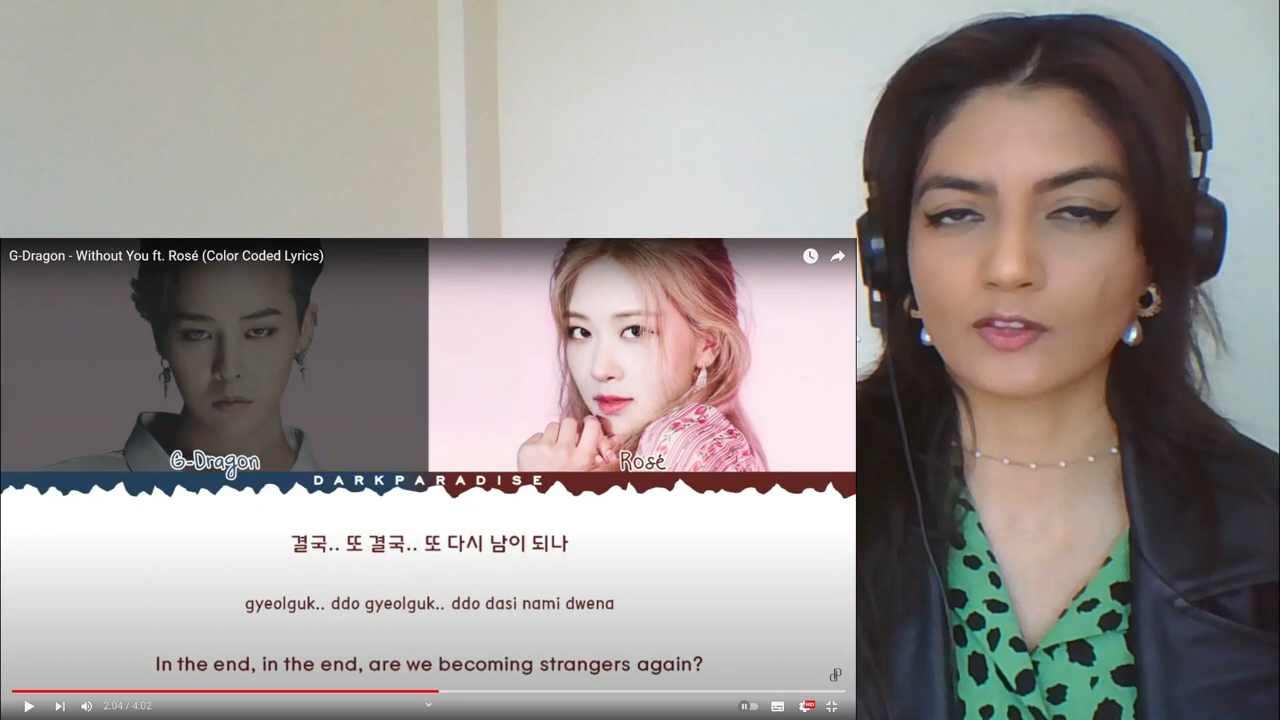 G-Dragon - Without You ft. Rosé (Color Coded Lyrics)
G-Dragon
Rosé
DARKPARADISE
결국.. 또 결국.. 또 다시 남이 되나
gyeolguk.. ddo gyeolguk.. ddo dasi nami dwena
In the end, in the end, are we becoming strangers again?
dP
2:04 / 4:02
HD